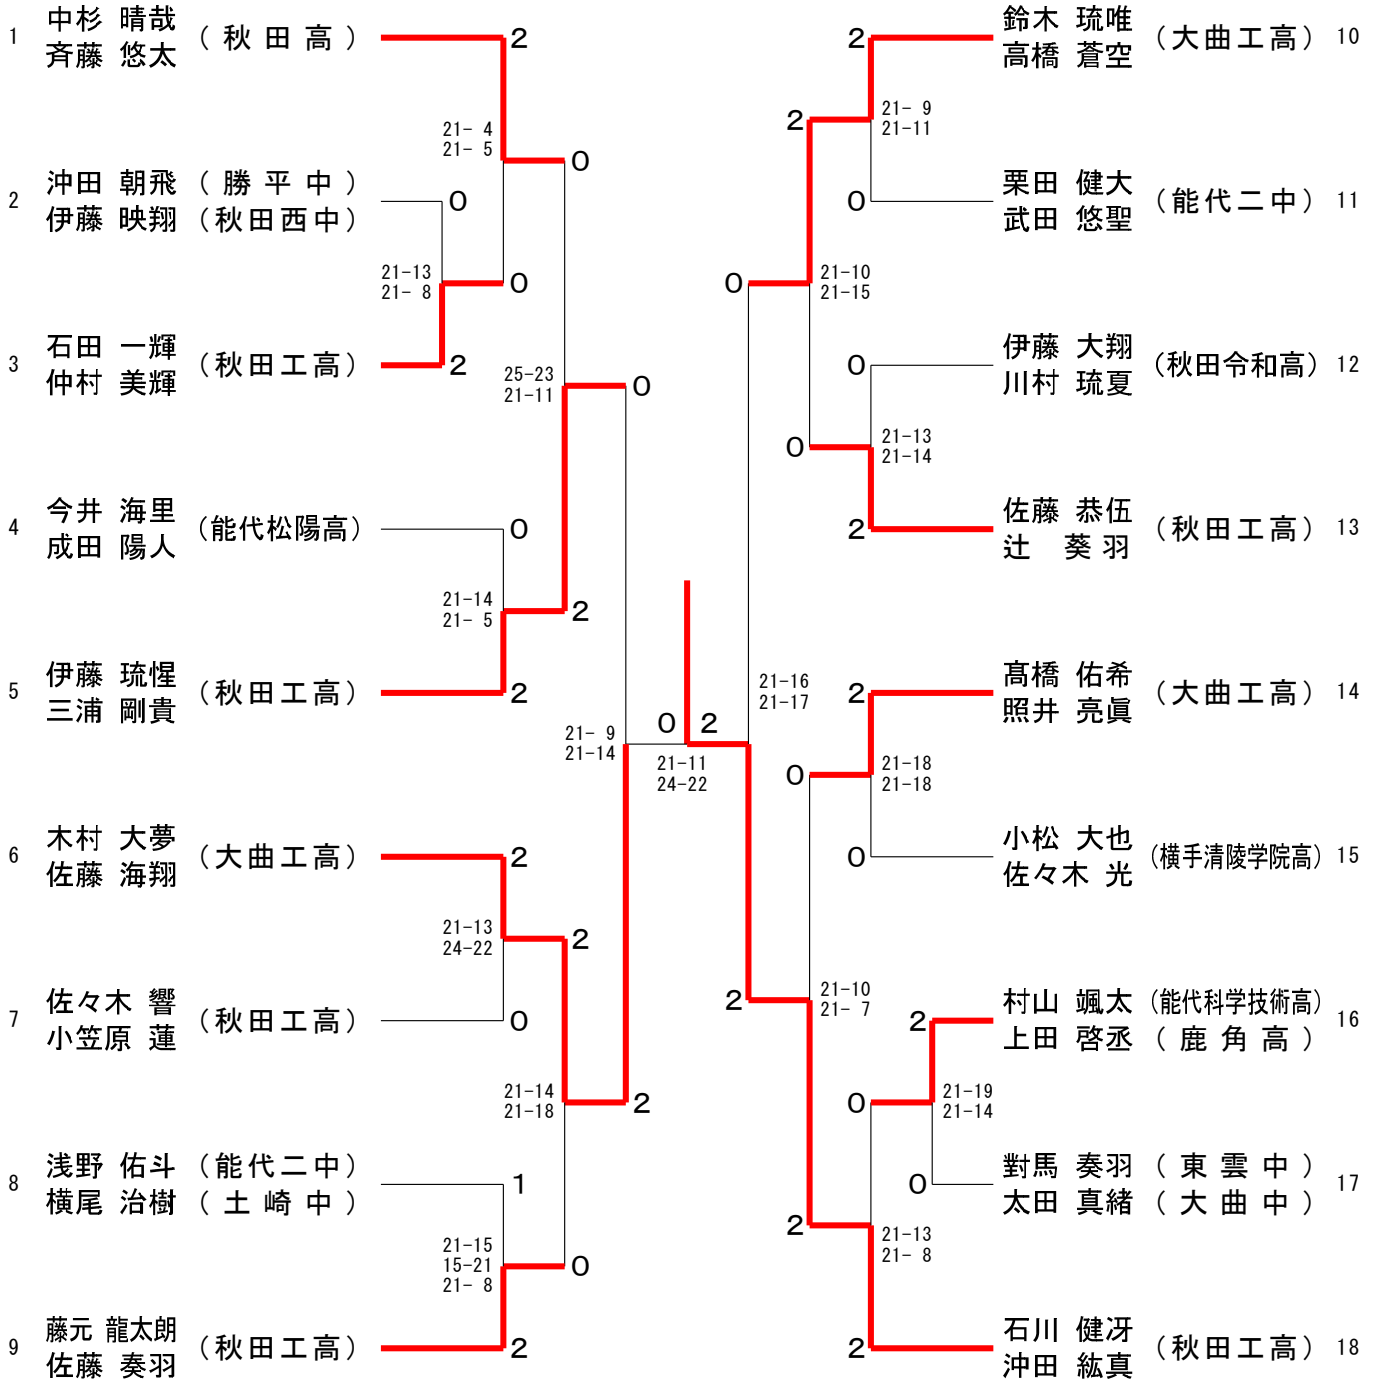 1 中杉 晴哉 (秋田高)
斉藤 悠太
2 沖田 朝飛 (勝平中)
伊藤 映翔 (秋田西中)
3 石田 一輝 (秋田工高)
仲村 美輝
4 今井 海里 (能代松陽高)
成田 陽人
5 伊藤 琉惺 (秋田工高)
三浦 剛貴
6 木村 大夢 (大曲工高)
佐藤 海翔
7 佐々木 響 (秋田工高)
小笠原 蓮
8 浅野 佑斗 (能代二中)
横尾 治樹 (土崎中)
9 藤元 龍太朗 (秋田工高)
佐藤 奏羽
2
21- 4
21- 5
0
0
21-13
21- 8
0
2
25-23
21-11
0
0
21-14
21- 5
2
2
21- 9
21-14
2
21-13
24-22
2
0
21-14
21-18
2
1
21-15
15-21
21- 8
0
2
0 2
21-11
24-22
鈴木 琉唯 (大曲工高) 10
高橋 蒼空
栗田 健大 (能代二中) 11
武田 悠聖
伊藤 大翔 (秋田令和高) 12
川村 琉夏
佐藤 恭伍 (秋田工高) 13
辻 葵羽
髙橋 佑希 (大曲工高) 14
照井 亮眞
小松 大也 (横手清陵学院高) 15
佐々木 光
村山 颯太 (能代科学技術高) 16
上田 啓丞 (鹿角高)
對馬 奏羽 (東雲中) 17
太田 真緒 (大曲中)
石川 健冴 (秋田工高) 18
沖田 紘真
2
2
21- 9
21-11
0
0
21-10
21-15
0
0
21-13
21-14
2
21-16
21-17
2
0
21-18
21-18
0
2
21-10
21- 7
2
0
21-19
21-14
0
2
21-13
21- 8
2